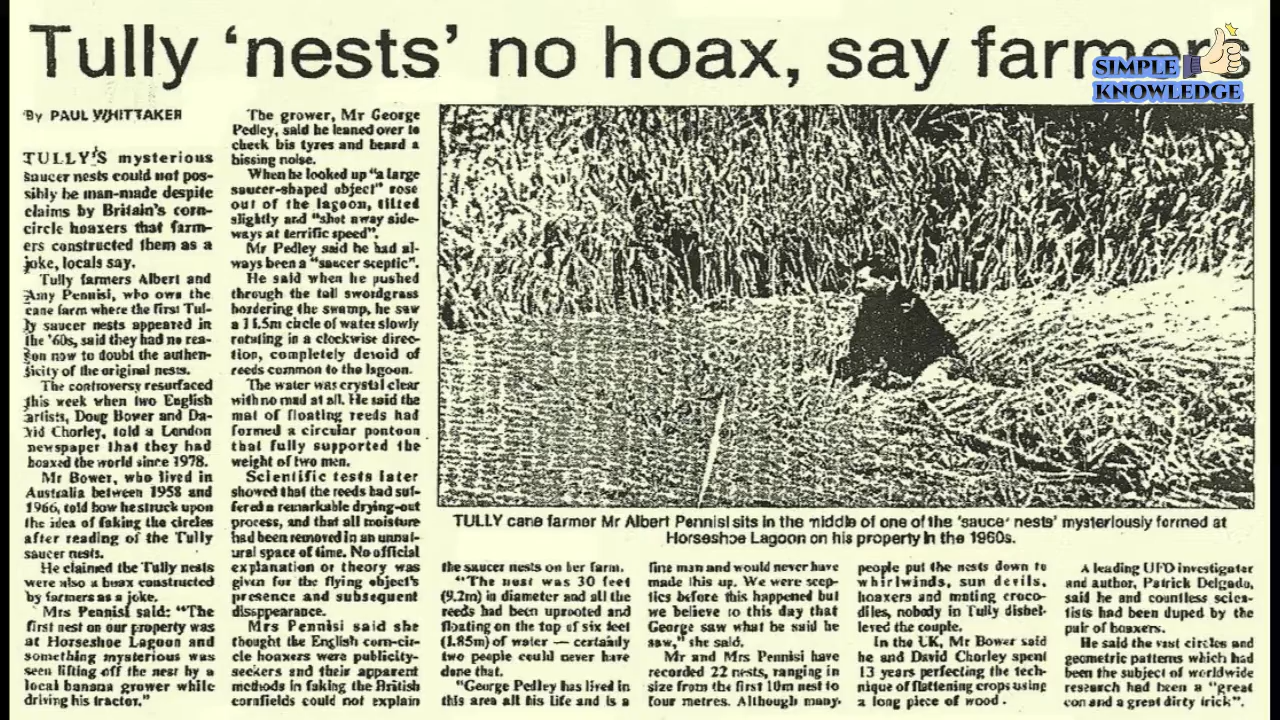 Tully ‘nests’ no hoax, say farmers
SIMPLE
KNOWLEDGE
By PAUL WHITTAKER
TULLY'S mysterious
saucer nests could not pos-
sibly be man-made despite
claims by Britain's corn-
circle hoaxers that farm-
ers constructed them as a
joke, locals say.
Tully farmers Albert and
Amy Pennisi, who own the
cane farm where the first Tul-
ly saucer nests appeared in
the '60s, said they had no rea-
son now to doubt the authen-
ticity of the original nests.
The controversy resurfaced
this week when two English
artists, Doug Bower and Da-
vid Chorley, told a London
newspaper that they had
hoaxed the world since 1978.
Mr Bower, who lived in
Australia between 1958 and
1966, told how he struck upon
the idea of faking the circles
after reading of the Tully
saucer nests.
He claimed the Tully nests
were also a hoax constructed
by farmers as a joke.
Mrs Pennisi said: “The
first nest on our property was
at Horseshoe Lagoon and
something mysterious was
seen lifting off the nest by a
local banana grower while
driving his tractor.”
The grower, Mr George
Pedley, said he leaned over to
check his tyres and heard a
hissing noise.
When he looked up “a large
saucer-shaped object” rose
out of the lagoon, tilted
slightly and “shot away side-
ways at terrific speed”.
Mr Pedley said he had al-
ways been a “saucer sceptic”.
He said when he pushed
through the tall swordgrass
bordering the swamp, he saw
a 11.5m circle of water slowly
rotating in a clockwise direc-
tion, completely devoid of
reeds common to the lagoon.
The water was crystal clear
with no mud at all. He said the
mat of floating reeds had
formed a circular pontoon
that fully supported the
weight of two men.
Scientific tests later
showed that the reeds had suf-
fered a remarkable drying-out
process, and that all moisture
had been removed in an unnat-
ural space of time. No official
explanation or theory was
given for the flying object's
presence and subsequent
disappearance.
Mrs Pennisi said she
thought the English corn-cir-
cle hoaxers were publicity-
seekers and their apparent
methods in faking the British
cornfields could not explain
TULLY cane farmer Mr Albert Pennisi sits in the middle of one of the ‘saucer nests’ mysteriously formed at
Horseshoe Lagoon on his property in the 1960s.
the saucer nests on her farm.
“The nest was 30 feet
(9.2m) in diameter and all the
reeds had been uprooted and
floating on the top of six feet
(1.85m) of water — certainly
two people could never have
done that.
“George Pedley has lived in
this area all his life and is a
fine man and would never have
made this up. We were scep-
tics before this happened but
we believe to this day that
George saw what he said he
saw,” she said.
Mr and Mrs Pennisi have
recorded 22 nests, ranging in
size from the first 10m nest to
four metres. Although many
people put the nests down to
whirlwinds, sun devils,
hoaxers and mating croco-
diles, nobody in Tully disbel-
ieved the couple.
In the UK, Mr Bower said
he and David Chorley spent
13 years perfecting the tech-
nique of flattening crops using
a long piece of wood.
A leading UFO investigator
and author, Patrick Delgado,
said he and countless scien-
tists had been duped by the
pair of hoaxers.
He said the vast circles and
geometric patterns which had
been the subject of worldwide
research had been a “great
con and a great dirty trick”.